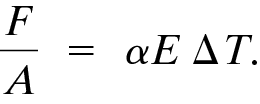 F/A = αE ΔT.